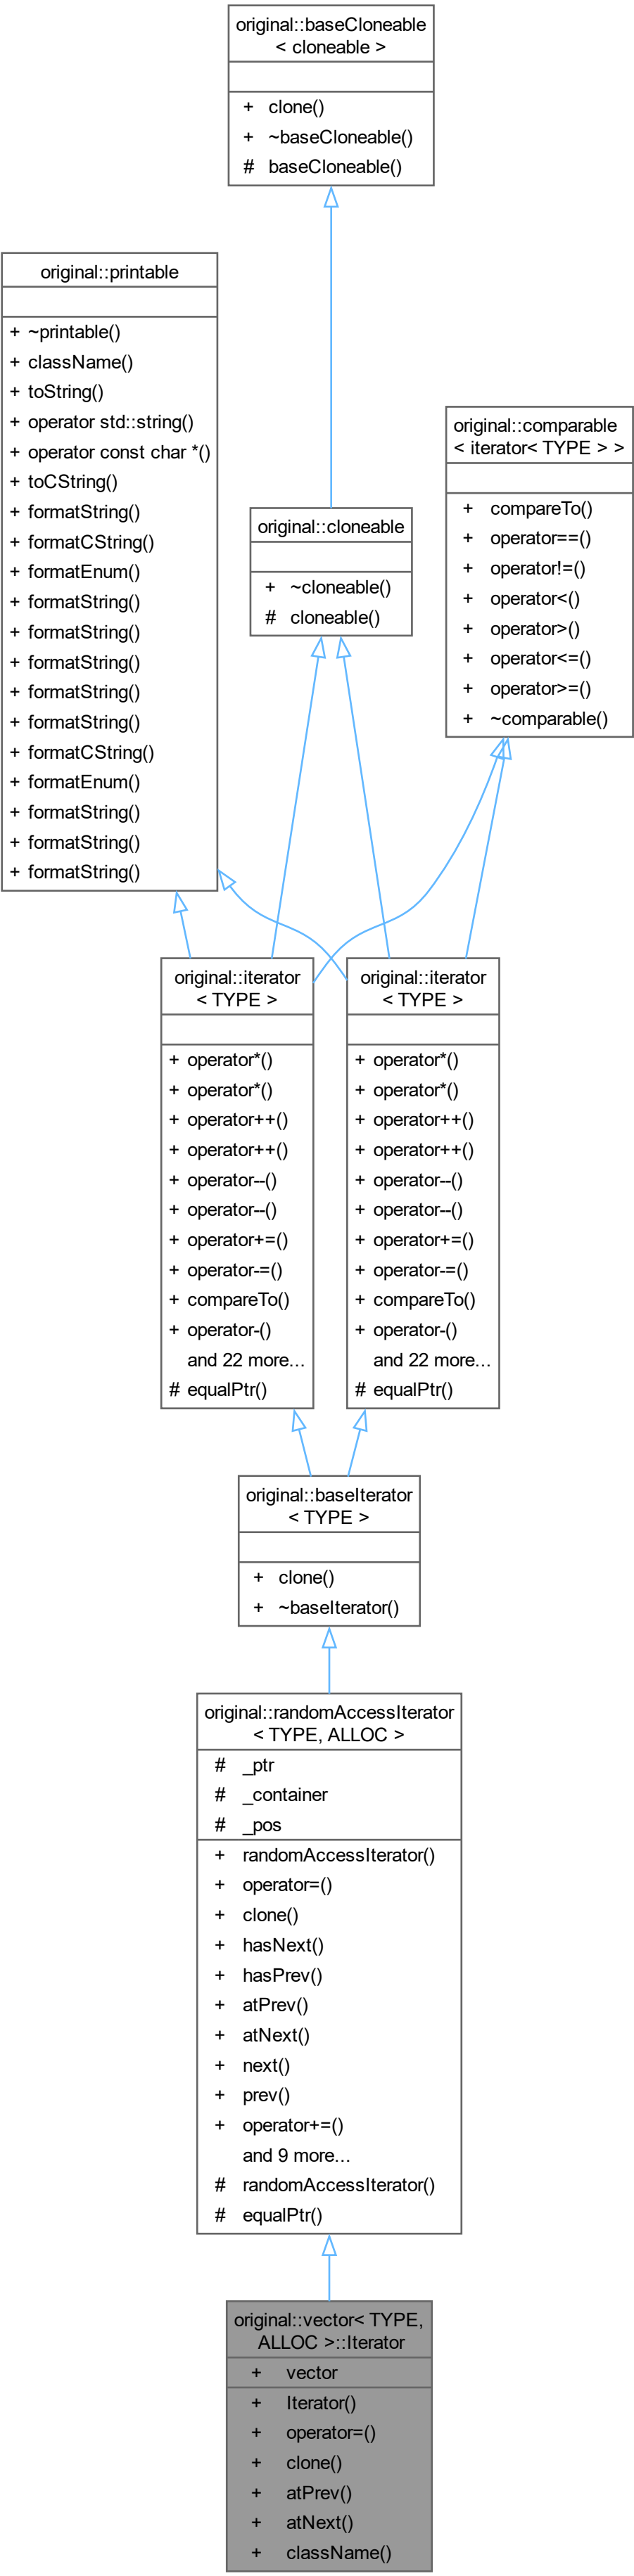 original::baseCloneable
< cloneable >
+ clone()
+ ~baseCloneable()
# baseCloneable()
original::printable
+ ~printable()
+ className()
+ toString()
+ operator std::string()
+ operator const char *()
+ toCString()
+ formatString()
+ formatCString()
+ formatEnum()
+ formatString()
+ formatString()
+ formatString()
+ formatString()
+ formatString()
+ formatCString()
+ formatEnum()
+ formatString()
+ formatString()
+ formatString()
original::cloneable
+ ~cloneable()
# cloneable()
original::comparable
< iterator< TYPE > >
+ compareTo()
+ operator==()
+ operator!=()
+ operator<()
+ operator>()
+ operator<=()
+ operator>=()
+ ~comparable()
original::iterator
< TYPE >
+ operator*()
+ operator*()
+ operator++()
+ operator++()
+ operator--()
+ operator--()
+ operator+=()
+ operator-=()
+ compareTo()
+ operator-()
and 22 more...
# equalPtr()
original::iterator
< TYPE >
+ operator*()
+ operator*()
+ operator++()
+ operator++()
+ operator--()
+ operator--()
+ operator+=()
+ operator-=()
+ compareTo()
+ operator-()
and 22 more...
# equalPtr()
original::baseIterator
< TYPE >
+ clone()
+ ~baseIterator()
original::randomAccessIterator
< TYPE, ALLOC >
# _ptr
# _container
# _pos
+ randomAccessIterator()
+ operator=()
+ clone()
+ hasNext()
+ hasPrev()
+ atPrev()
+ atNext()
+ next()
+ prev()
+ operator+=()
and 9 more...
# randomAccessIterator()
# equalPtr()
original::vector< TYPE,
ALLOC >::Iterator
+ vector
+ Iterator()
+ operator=()
+ clone()
+ atPrev()
+ atNext()
+ className()